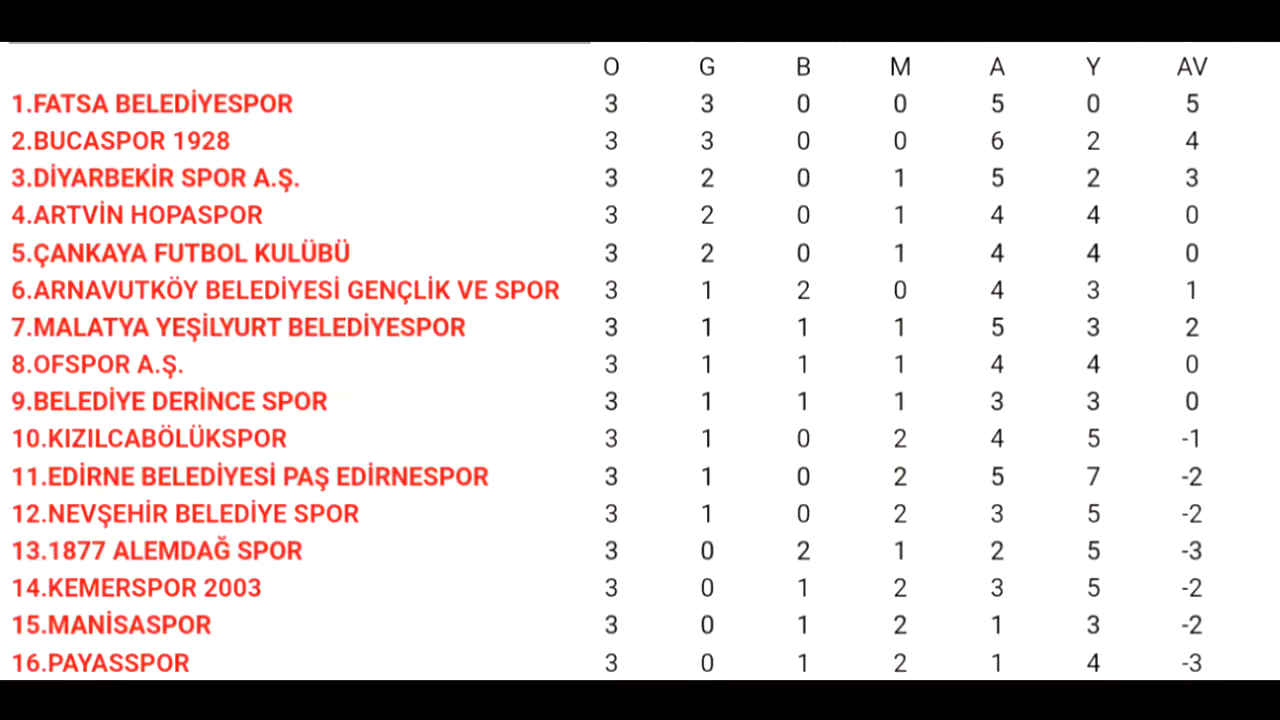 O G B M A Y AV
1.FATSA BELEDİYESPOR 3 3 0 0 5 0 5
2.BUCASPOR 1928 3 3 0 0 6 2 4
3.DİYARBEKİR SPOR A.Ş. 3 2 0 1 5 2 3
4.ARTVİN HOPASPOR 3 2 0 1 4 4 0
5.ÇANKAYA FUTBOL KULÜBÜ 3 2 0 1 4 4 0
6.ARNAVUTKÖY BELEDİYESİ GENÇLİK VE SPOR 3 1 2 0 4 3 1
7.MALATYA YEŞİLYURT BELEDİYESPOR 3 1 1 1 5 3 2
8.OFSPOR A.Ş. 3 1 1 1 4 4 0
9.BELEDİYE DERİNCE SPOR 3 1 1 1 3 3 0
10.KIZILCABÖLÜKSPOR 3 1 0 2 4 5 -1
11.EDİRNE BELEDİYESİ PAŞ EDİRNESPOR 3 1 0 2 5 7 -2
12.NEVŞEHİR BELEDİYE SPOR 3 1 0 2 3 5 -2
13.1877 ALEMDAĞ SPOR 3 0 2 1 2 5 -3
14.KEMERSPOR 2003 3 0 1 2 3 5 -2
15.MANİSASPOR 3 0 1 2 1 3 -2
16.PAYASSPOR 3 0 1 2 1 4 -3